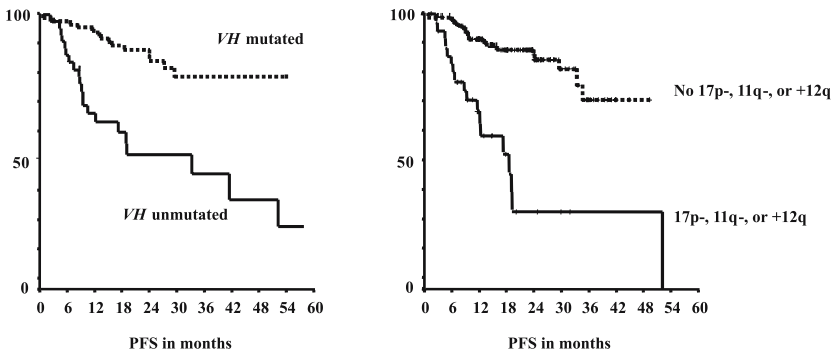 100
50
0
0 6 12 18 24 30 36 42 48 54 60
VH mutated
VH unmutated
PFS in months
100
50
0
0 6 12 18 24 30 36 42 48 54 60
No 17p-, 11q-, or +12q
17p-, 11q-, or +12q
PFS in months